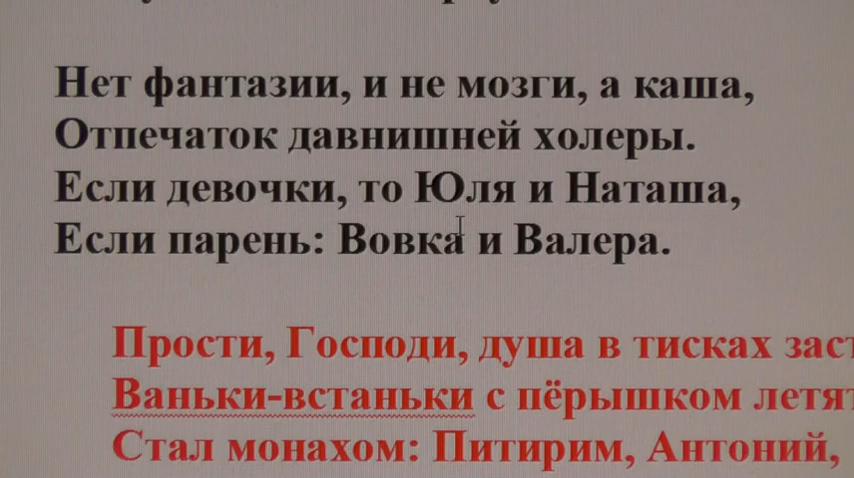 Нет фантазии, и не мозги, а каша,
Отпечаток давнишней холеры.
Если девочки, то Юля и Наташа,
Если парень: Вовка и Валера.
Прости, Господи, душа в тисках
Ваньки-встаньки с пёрышком
Стал монахом: Питирим, Антоний,